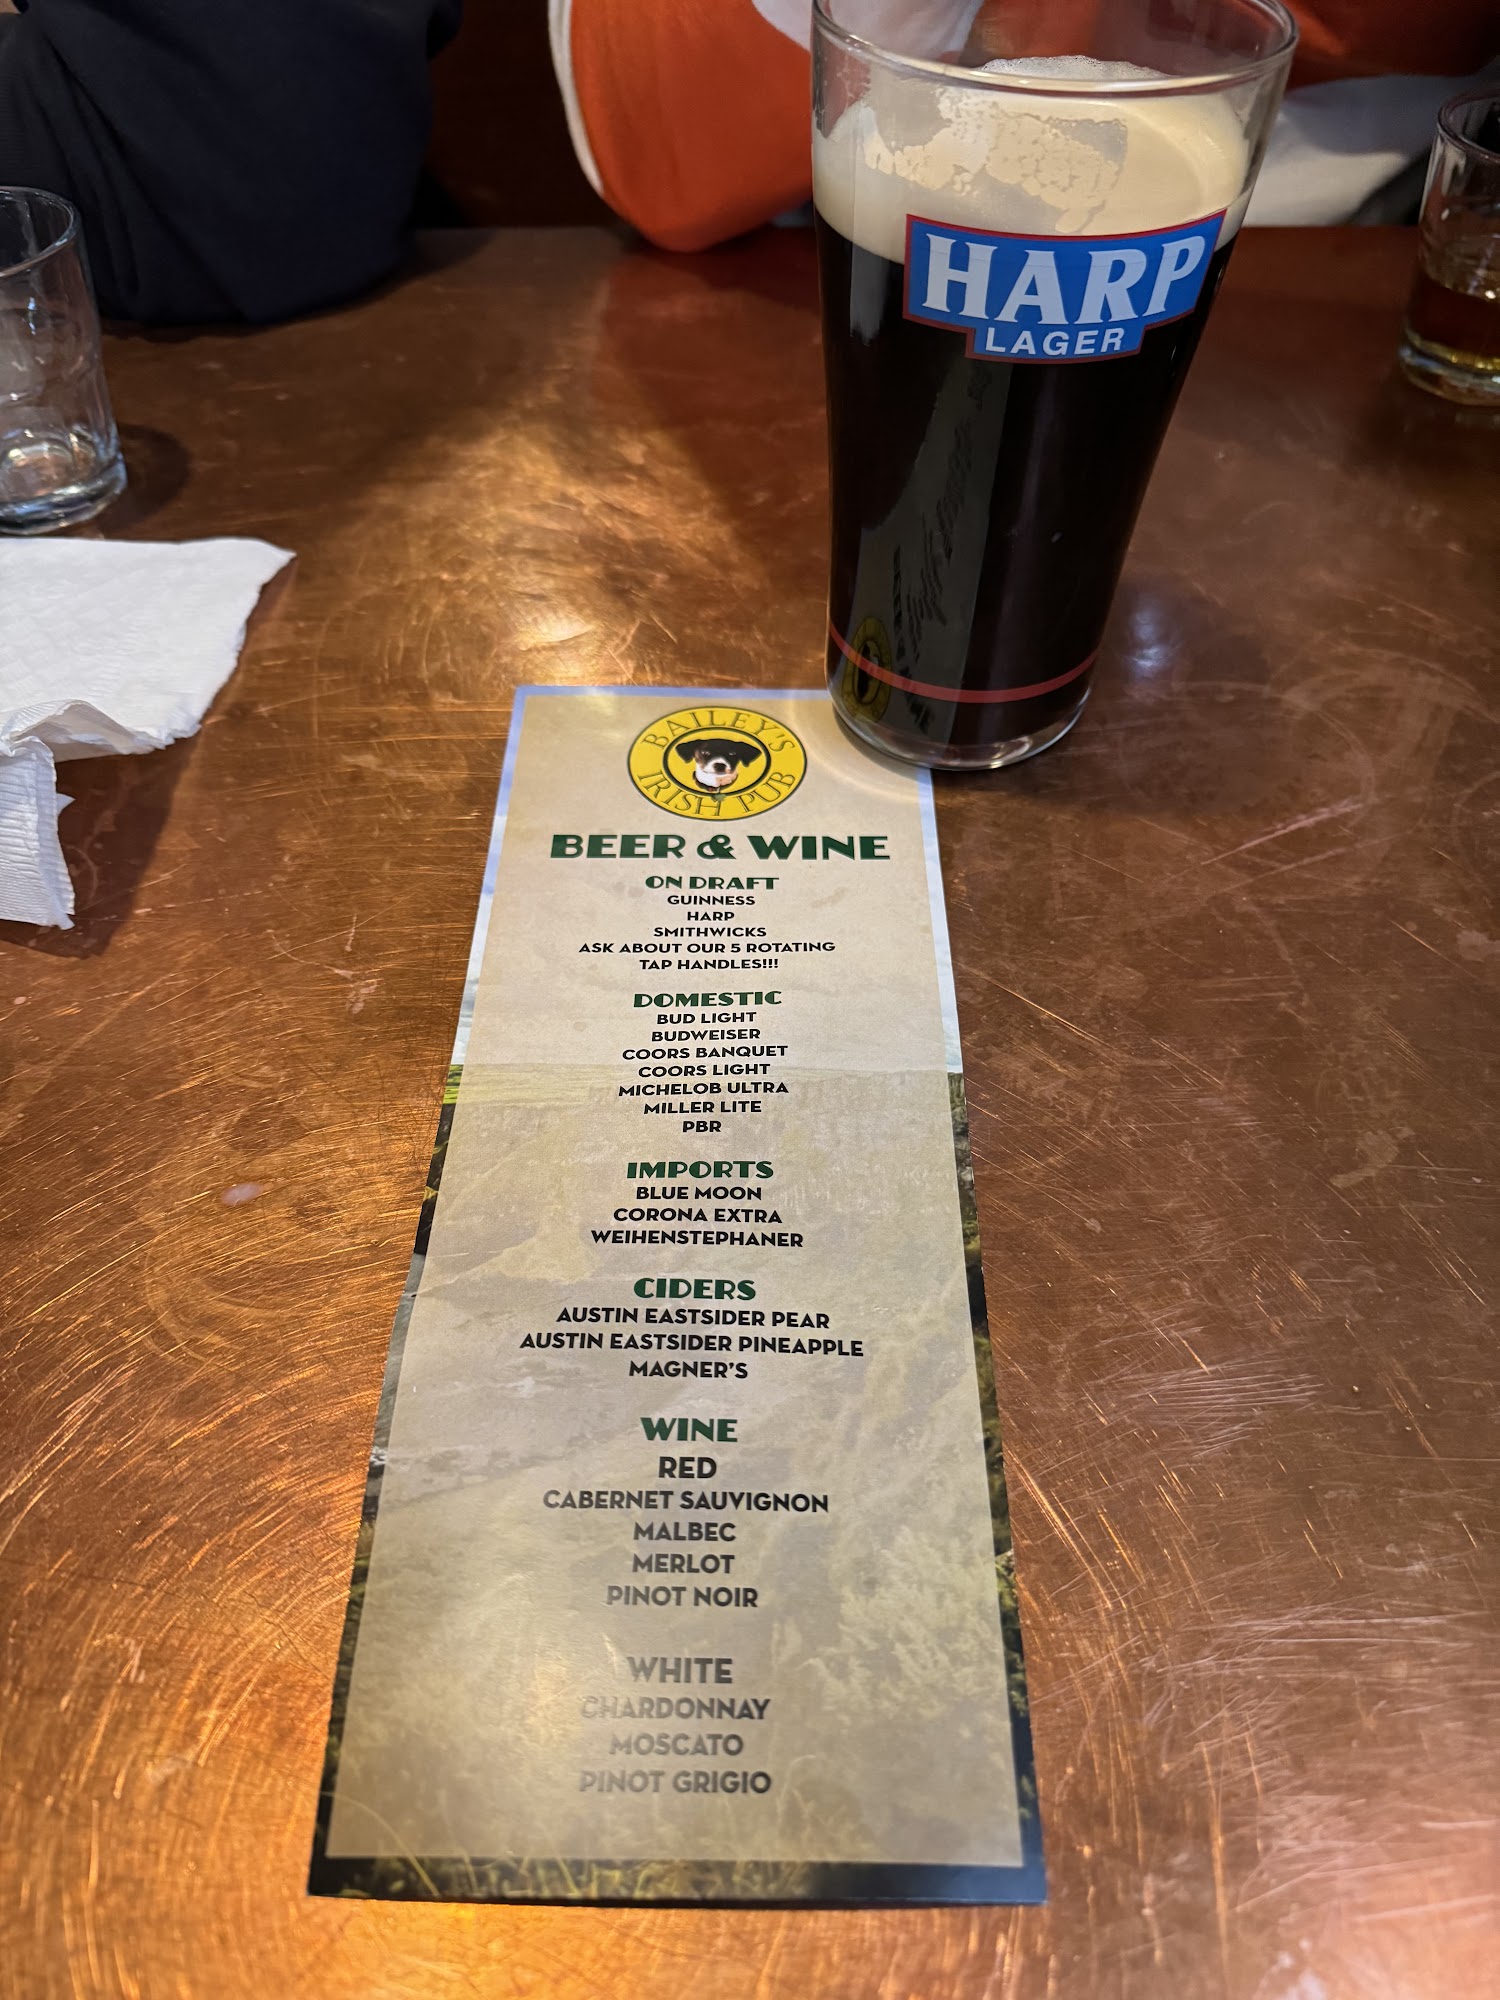 HARP
LAGER
BAILEY'S
IRISH PUB
BEER & WINE
ON DRAFT
GUINNESS
HARP
SMITHWICKS
ASK ABOUT OUR 5 ROTATING
TAP HANDLES!!!
DOMESTIC
BUD LIGHT
BUDWEISER
COORS BANQUET
COORS LIGHT
MICHELOB ULTRA
MILLER LITE
PBR
IMPORTS
BLUE MOON
CORONA EXTRA
WEIHENSTEPHANER
CIDERS
AUSTIN EASTSIDER PEAR
AUSTIN EASTSIDER PINEAPPLE
MAGNER'S
WINE
RED
CABERNET SAUVIGNON
MALBEC
MERLOT
PINOT NOIR
WHITE
CHARDONNAY
MOSCATO
PINOT GRIGIO